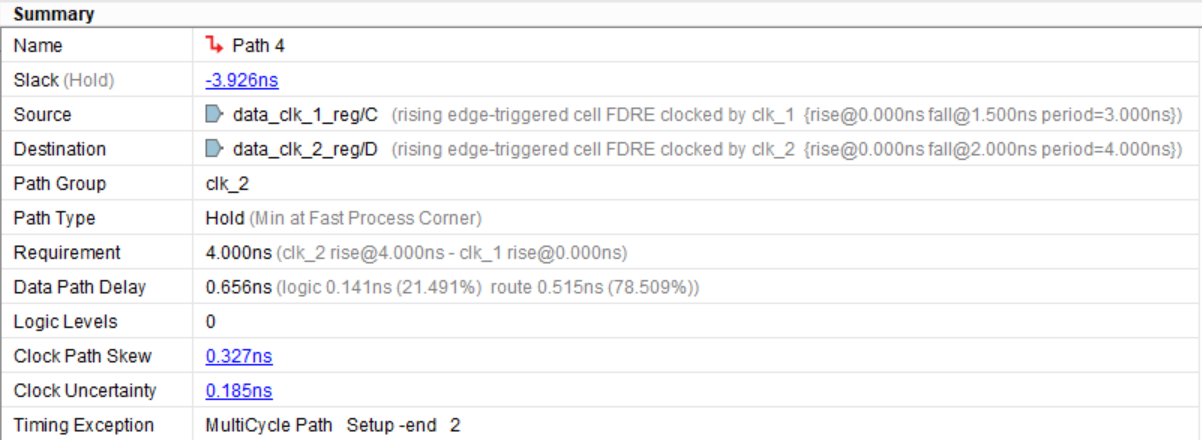 Summary
Name Path 4
Slack (Hold) -3.926ns
Source data_clk_1_reg/C (rising edge-triggered cell FDRE clocked by clk_1 {rise@0.000ns fall@1.500ns period=3.000ns})
Destination data_clk_2_reg/D (rising edge-triggered cell FDRE clocked by clk_2 {rise@0.000ns fall@2.000ns period=4.000ns})
Path Group clk_2
Path Type Hold (Min at Fast Process Corner)
Requirement 4.000ns (clk_2 rise@4.000ns - clk_1 rise@0.000ns)
Data Path Delay 0.656ns (logic 0.141ns (21.491%) route 0.515ns (78.509%))
Logic Levels 0
Clock Path Skew 0.327ns
Clock Uncertainty 0.185ns
Timing Exception MultiCycle Path Setup -end 2